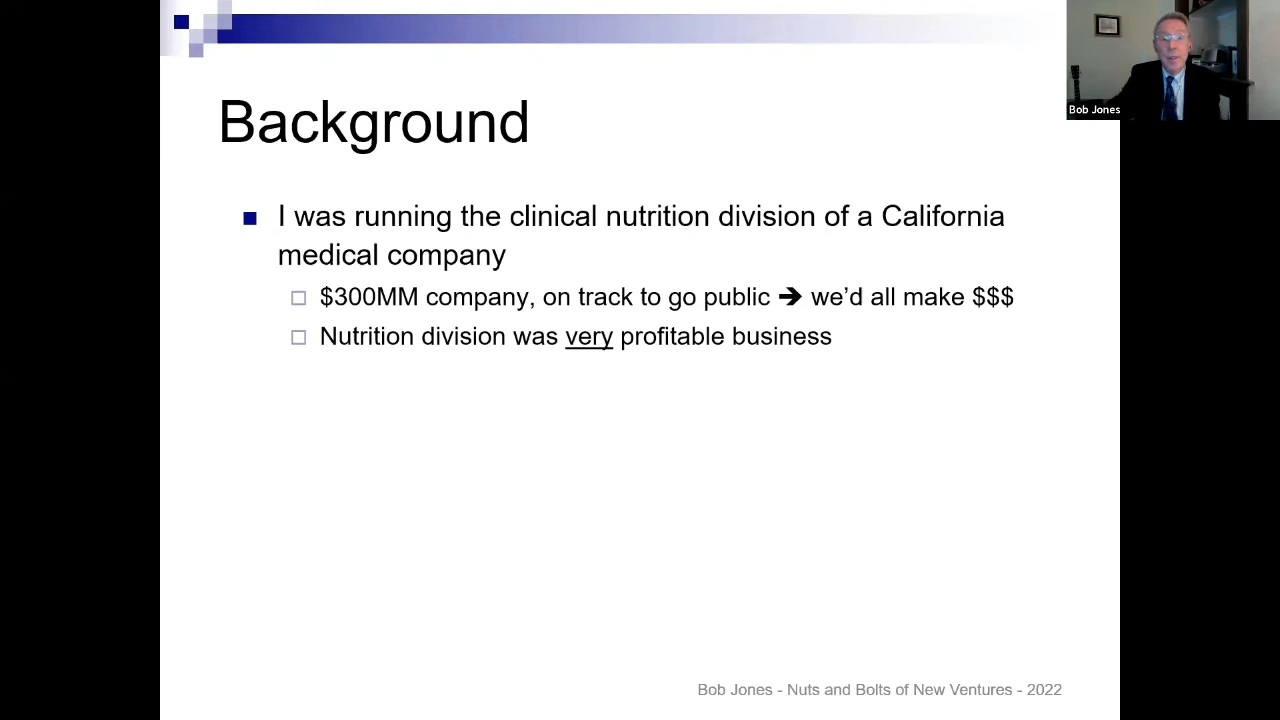 Bob Jones
Background
I was running the clinical nutrition division of a California
medical company
$300MM company, on track to go public ➔ we’d all make $$$
Nutrition division was very profitable business
Bob Jones - Nuts and Bolts of New Ventures - 2022